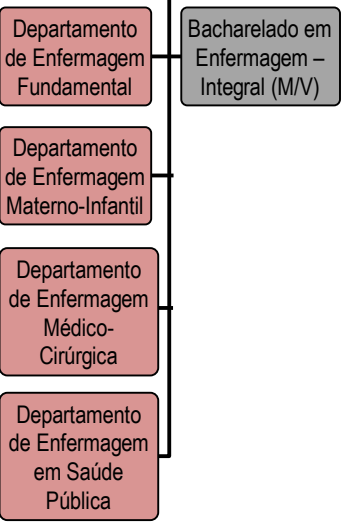 Departamento
de Enfermagem
Fundamental
Bacharelado em
Enfermagem –
Integral (M/V)
Departamento
de Enfermagem
Materno-Infantil
Departamento
de Enfermagem
Médico-
Cirúrgica
Departamento
de Enfermagem
em Saúde
Pública